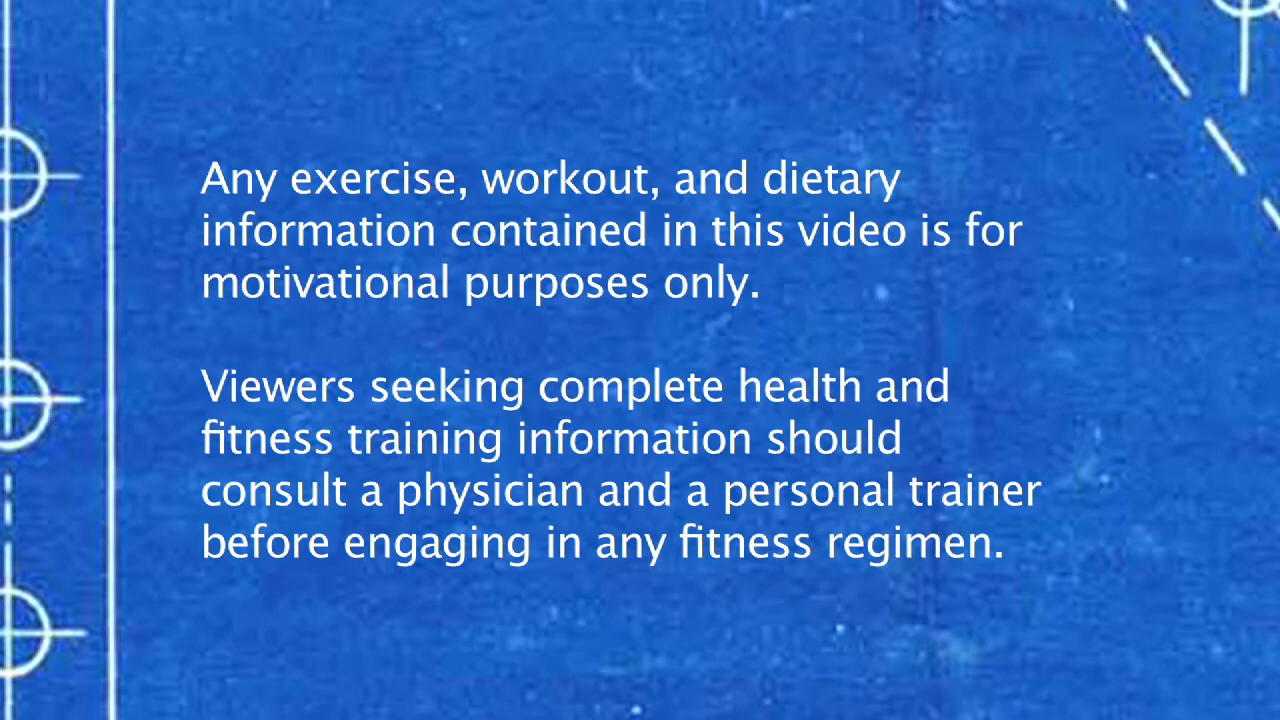 Any exercise, workout, and dietary
information contained in this video is for
motivational purposes only.
Viewers seeking complete health and
fitness training information should
consult a physician and a personal trainer
before engaging in any fitness regimen.